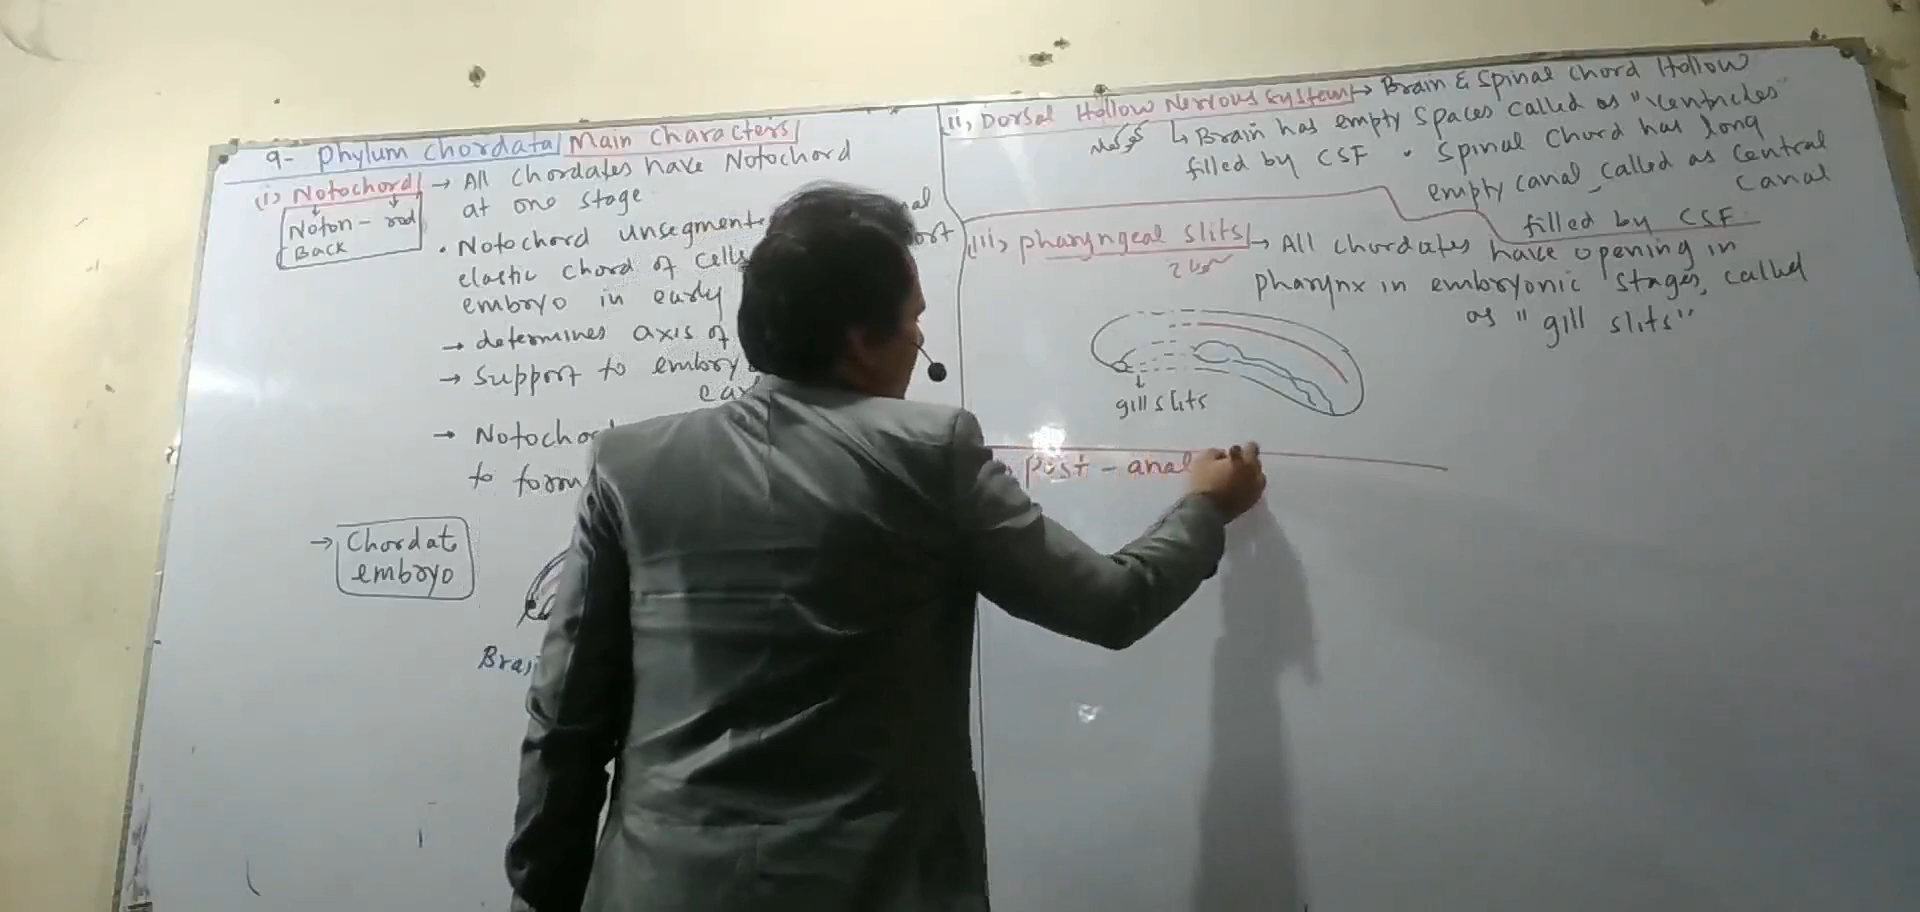 9- Phylum Chordata/Main Characters/
(i) Notochord/ → All Chordates have Notochord
at one stage
Noton - rod
Back
• Notochord unsegmente
elastic chord of cells
embryo in early
→ determines axis of
→ Support to embry
→ Notochor
to form
→ Chordat
embryo
Brai
ii, Dorsal Hollow Nervous System → Brain & Spinal Chord Hollow
↳ Brain has empty spaces called as "Ventricles"
filled by CSF • Spinal Chord has long
empty canal called as Central
Canal
filled by CSF
iii, pharyngeal slits/ → All chordates have opening in
pharynx in embryonic stages, called
as "gill slits"
gill slits
post - anal